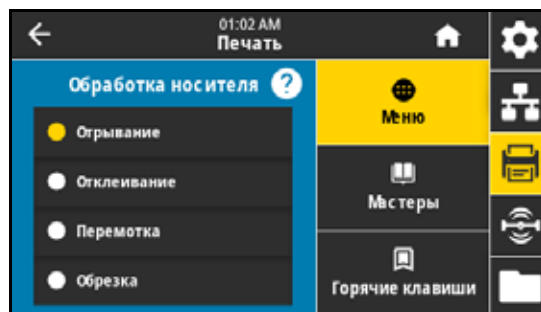 01:02 AM
Печать
Обработка носителя ?
Отрывание
Отклеивание
Перемотка
Обрезка
Меню
Мастеры
Горячие клавиши